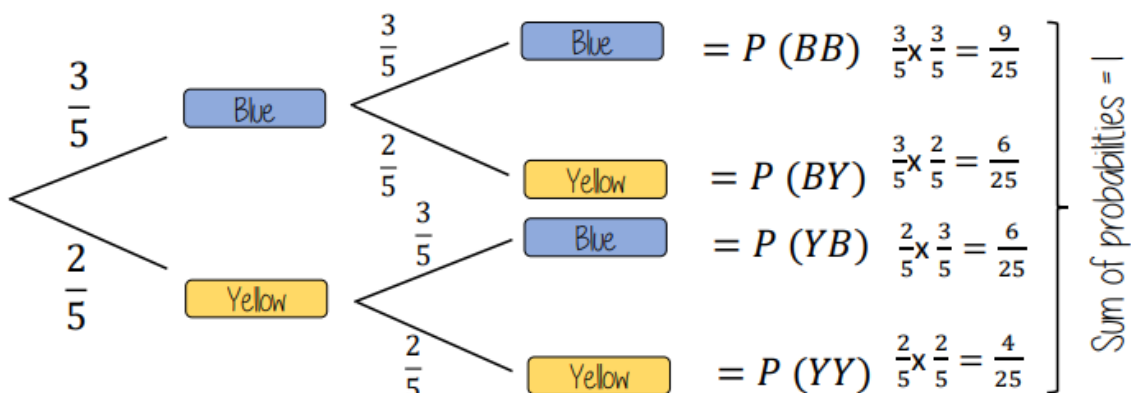 3/5
Blue
3/5
Blue
= P (BB) 3/5 x 3/5 = 9/25
2/5
Yellow
= P (BY) 3/5 x 2/5 = 6/25
2/5
Yellow
3/5
Blue
= P (YB) 2/5 x 3/5 = 6/25
2/5
Yellow
= P (YY) 2/5 x 2/5 = 4/25
Sum of probabilities = 1